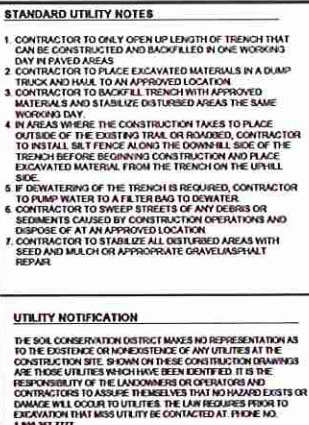 STANDARD UTILITY NOTES
1. CONTRACTOR TO ONLY OPEN UP LENGTH OF TRENCH THAT
CAN BE CONSTRUCTED AND BACKFILLED IN ONE WORKING
DAY IN PAVED AREAS
2 CONTRACTOR TO PLACE EXCAVATED MATERIALS IN A DUMP
TRUCK AND HAUL TO AN APPROVED LOCATION
3. CONTRACTOR TO BACKFILL TRENCH WITH APPROVED
MATERIALS AND STABILIZE DISTURBED AREAS THE SAME
WORKING DAY.
4 IN AREAS WHERE THE CONSTRUCTION TAKES TO PLACE
OUTSIDE OF THE EXISTING TRAIL OR ROADBED, CONTRACTOR
TO INSTALL SILT FENCE ALONG THE DOWNHILL SIDE OF THE
TRENCH BEFORE BEGINNING CONSTRUCTION AND PLACE
EXCAVATED MATERIAL FROM THE TRENCH ON THE UPHILL
SIDE.
5 IF DEWATERING OF THE TRENCH IS REQUIRED, CONTRACTOR
TO PUMP WATER TO A FILTER BAG TO DEWATER.
6. CONTRACTOR TO SWEEP STREETS OF ANY DEBRIS OR
SEDIMENTS CAUSED BY CONSTRUCTION OPERATIONS AND
DISPOSE OF AT AN APPROVED LOCATION
7. CONTRACTOR TO STABILIZE ALL DISTURBED AREAS WITH
SEED AND MULCH OR APPROPRIATE GRAVEL/ASPHALT
REPAIR.
UTILITY NOTIFICATION
THE SOIL CONSERVATION DISTRICT MAKES NO REPRESENTATION AS
TO THE EXISTENCE OR NONEXISTENCE OF ANY UTILITIES AT THE
CONSTRUCTION SITE. SHOWN ON THESE CONSTRUCTION DRAWINGS
ARE THOSE UTILITIES WHICH HAVE BEEN IDENTIFIED. IT IS THE
RESPONSIBILITY OF THE LANDOWNERS OR OPERATORS AND
CONTRACTORS TO ASSURE THEMSELVES THAT NO HAZARD EXISTS OR
DAMAGE WILL OCCUR TO UTILITIES. THE LAW REQUIRES PRIOR TO
EXCAVATION THAT MISS UTILITY BE CONTACTED AT: PHONE NO.